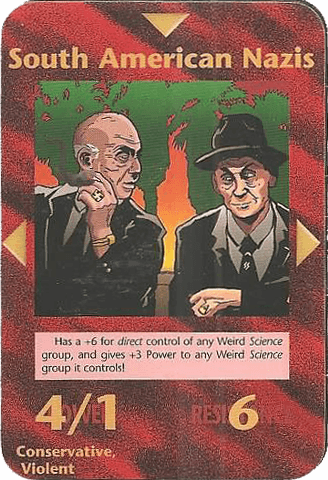 South American Nazis
Has a +6 for direct control of any Weird Science
group, and gives +3 Power to any Weird Science
group it controls!
4/1 6
Conservative,
Violent